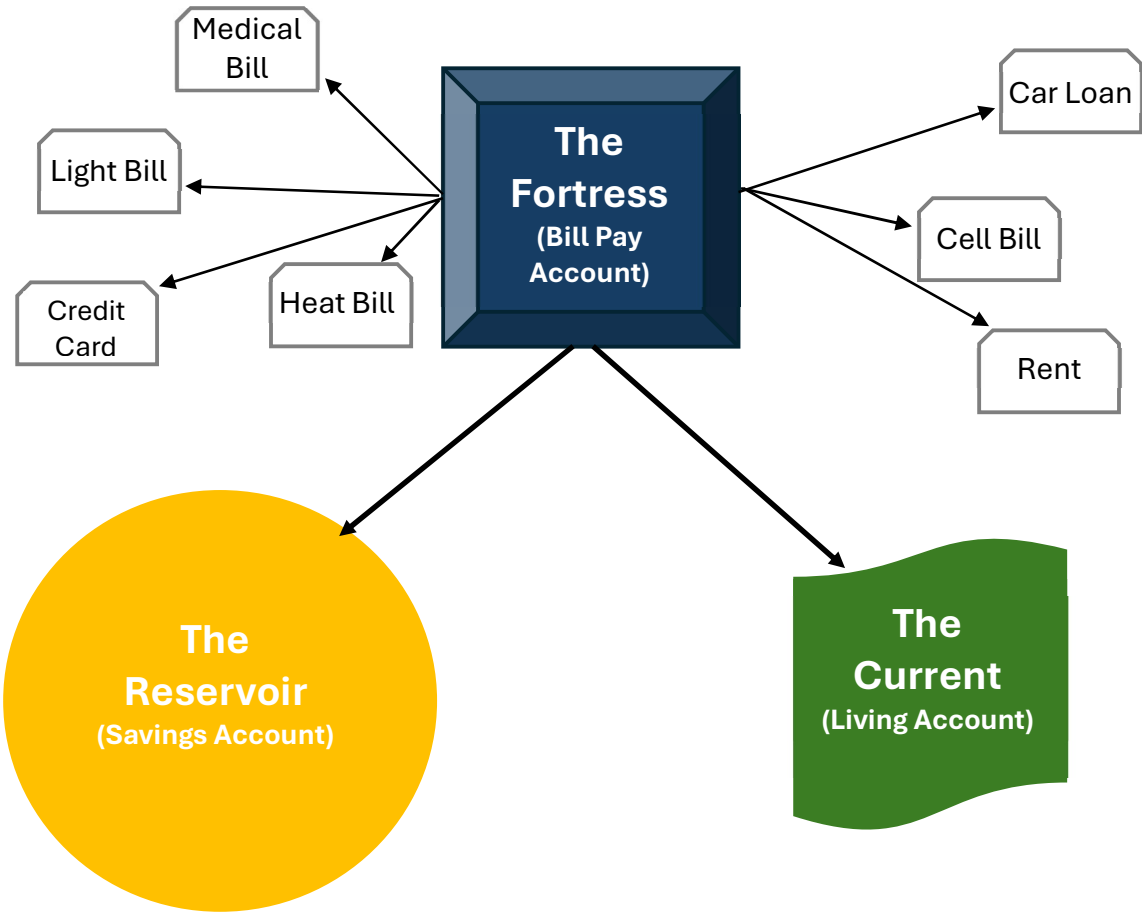 Medical
Bill
Light Bill
Credit
Card
Heat Bill
The
Fortress
(Bill Pay
Account)
Car Loan
Cell Bill
Rent
The
Reservoir
(Savings Account)
The
Current
(Living Account)